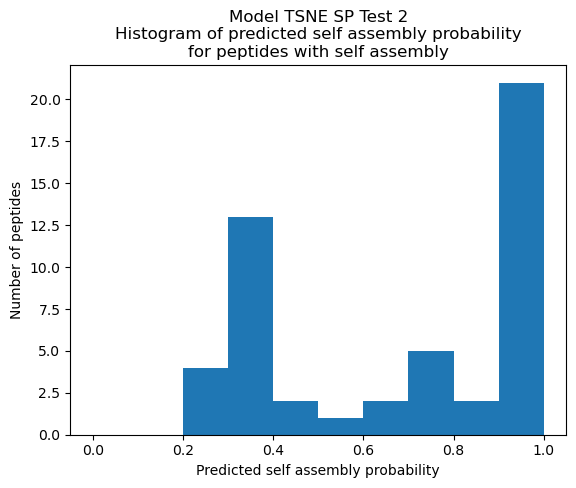 Model TSNE SP Test 2
Histogram of predicted self assembly probability
for peptides with self assembly
Number of peptides
20.0
17.5
15.0
12.5
10.0
7.5
5.0
2.5
0.0
0.0 0.2 0.4 0.6 0.8 1.0
Predicted self assembly probability